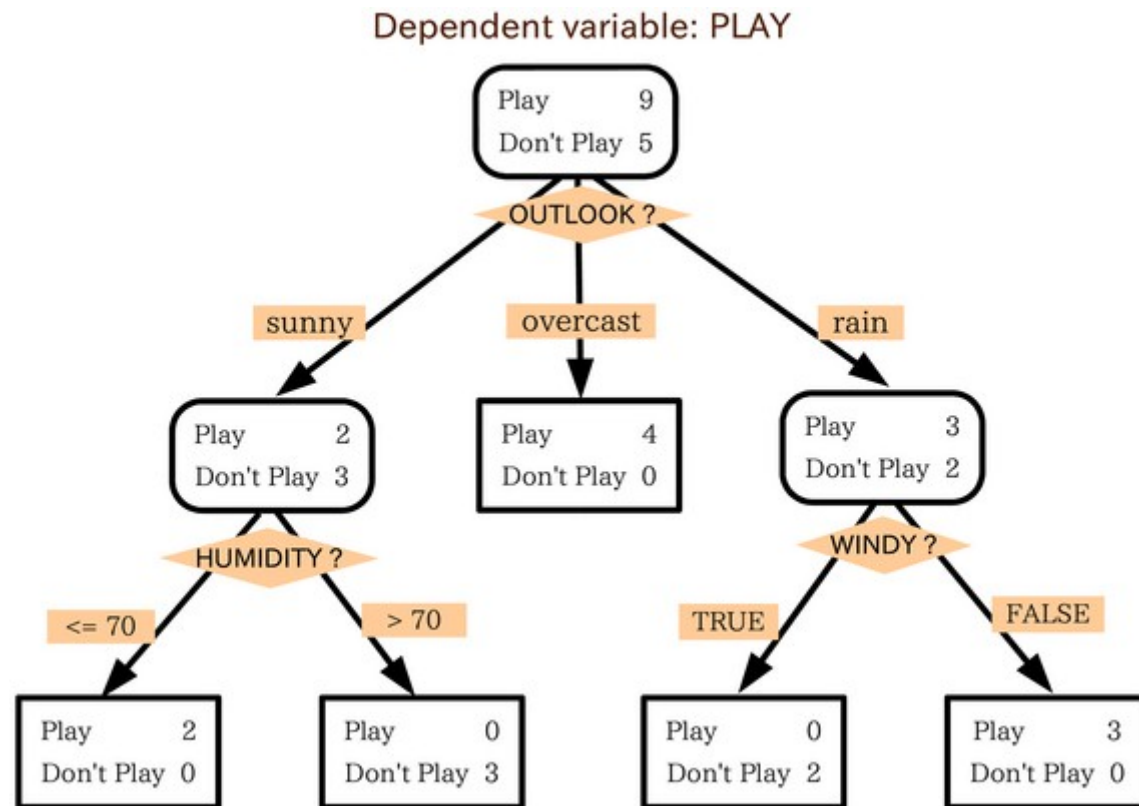 Dependent variable: PLAY
Play 9
Don't Play 5
OUTLOOK ?
sunny
overcast
rain
Play 2
Don't Play 3
Play 4
Don't Play 0
Play 3
Don't Play 2
HUMIDITY ?
WINDY ?
<= 70
> 70
TRUE
FALSE
Play 2
Don't Play 0
Play 0
Don't Play 3
Play 0
Don't Play 2
Play 3
Don't Play 0